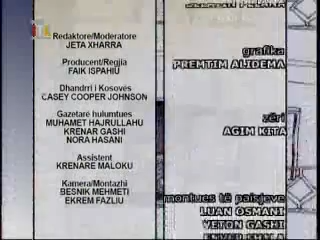 Redaktore/Moderatore
JETA XHARRA
Producent/Regjia
FAIK ISPAHIU
Dhandrri i Kosovës
CASEY COOPER JOHNSON
Gazetarë hulumtues
MUHAMET HAJRULLAHU
KRENAR GASHI
NORA HASANI
Assistent
KRENARE MALOKU
Kamera/Montazhi
BESNIK MEHMETI
EKREM FAZLIU
grafika
PREMTIM ALIDEMA
zëri
AGIM KITA
montues të paisjeve
LUAN OSMANI
VETON GASHI